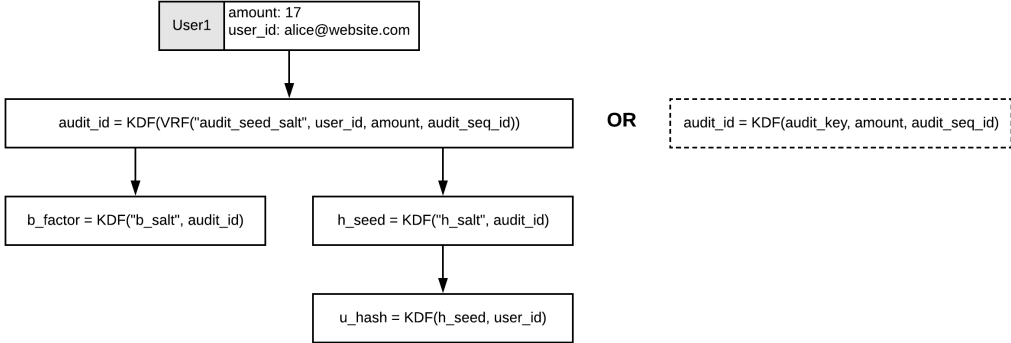 User1
amount: 17
user_id: alice@website.com
audit_id = KDF(VRF("audit_seed_salt", user_id, amount, audit_seq_id))
OR
audit_id = KDF(audit_key, amount, audit_seq_id)
b_factor = KDF("b_salt", audit_id)
h_seed = KDF("h_salt", audit_id)
u_hash = KDF(h_seed, user_id)